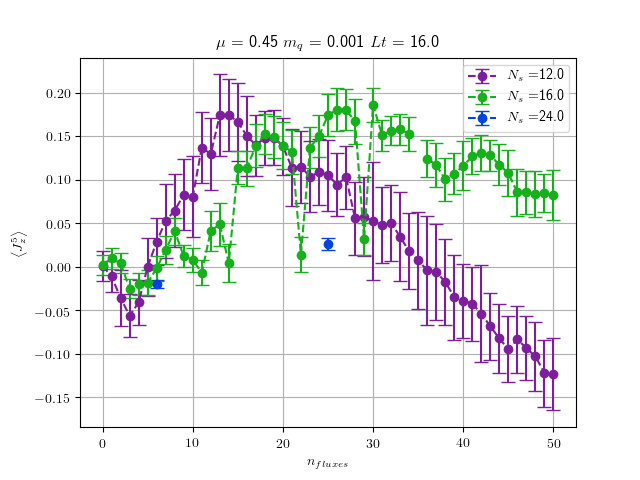 μ = 0.45 m_q = 0.001 Lt = 16.0
N_s =12.0
N_s =16.0
N_s =24.0
⟨J_z^5⟩
0.20
0.15
0.10
0.05
0.00
−0.05
−0.10
−0.15
0 10 20 30 40 50
n_{fluxes}